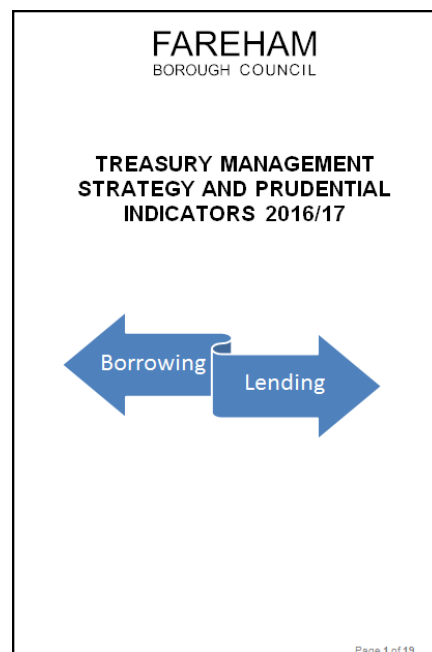 FAREHAM
BOROUGH COUNCIL
TREASURY MANAGEMENT
STRATEGY AND PRUDENTIAL
INDICATORS 2016/17
Borrowing
Lending
Page 1 of 19